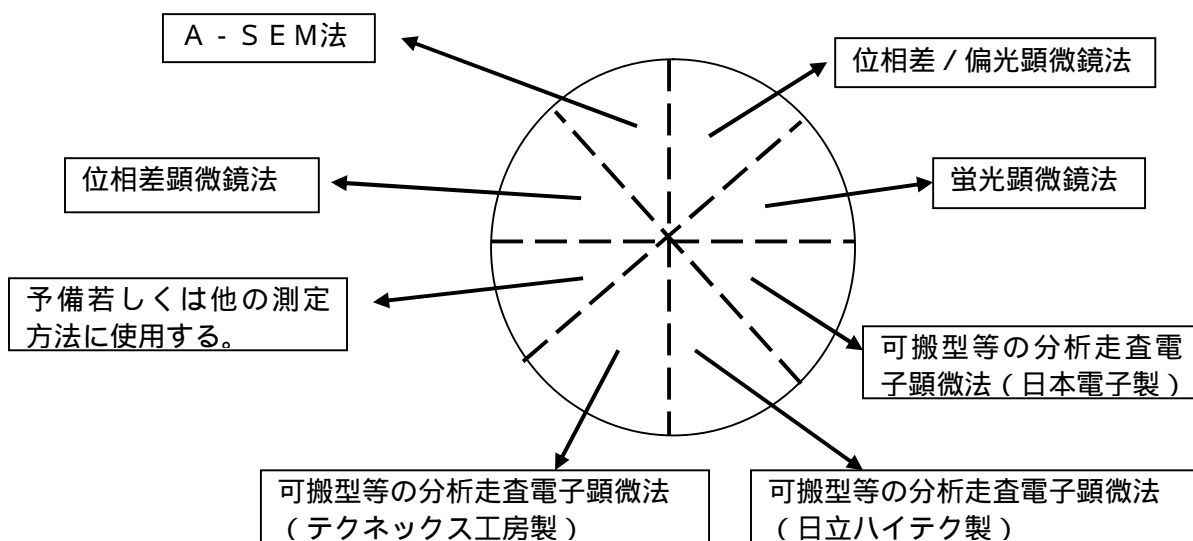 A - S E M法
位相差 / 偏光顕微鏡法
位相差顕微鏡法
蛍光顕微鏡法
予備若しくは他の測定
方法に使用する。
可搬型等の分析走査電
子顕微法（日本電子製）
可搬型等の分析走査電子顕微法
（テクネックス工房製）
可搬型等の分析走査電子顕微法
（日立ハイテク製）